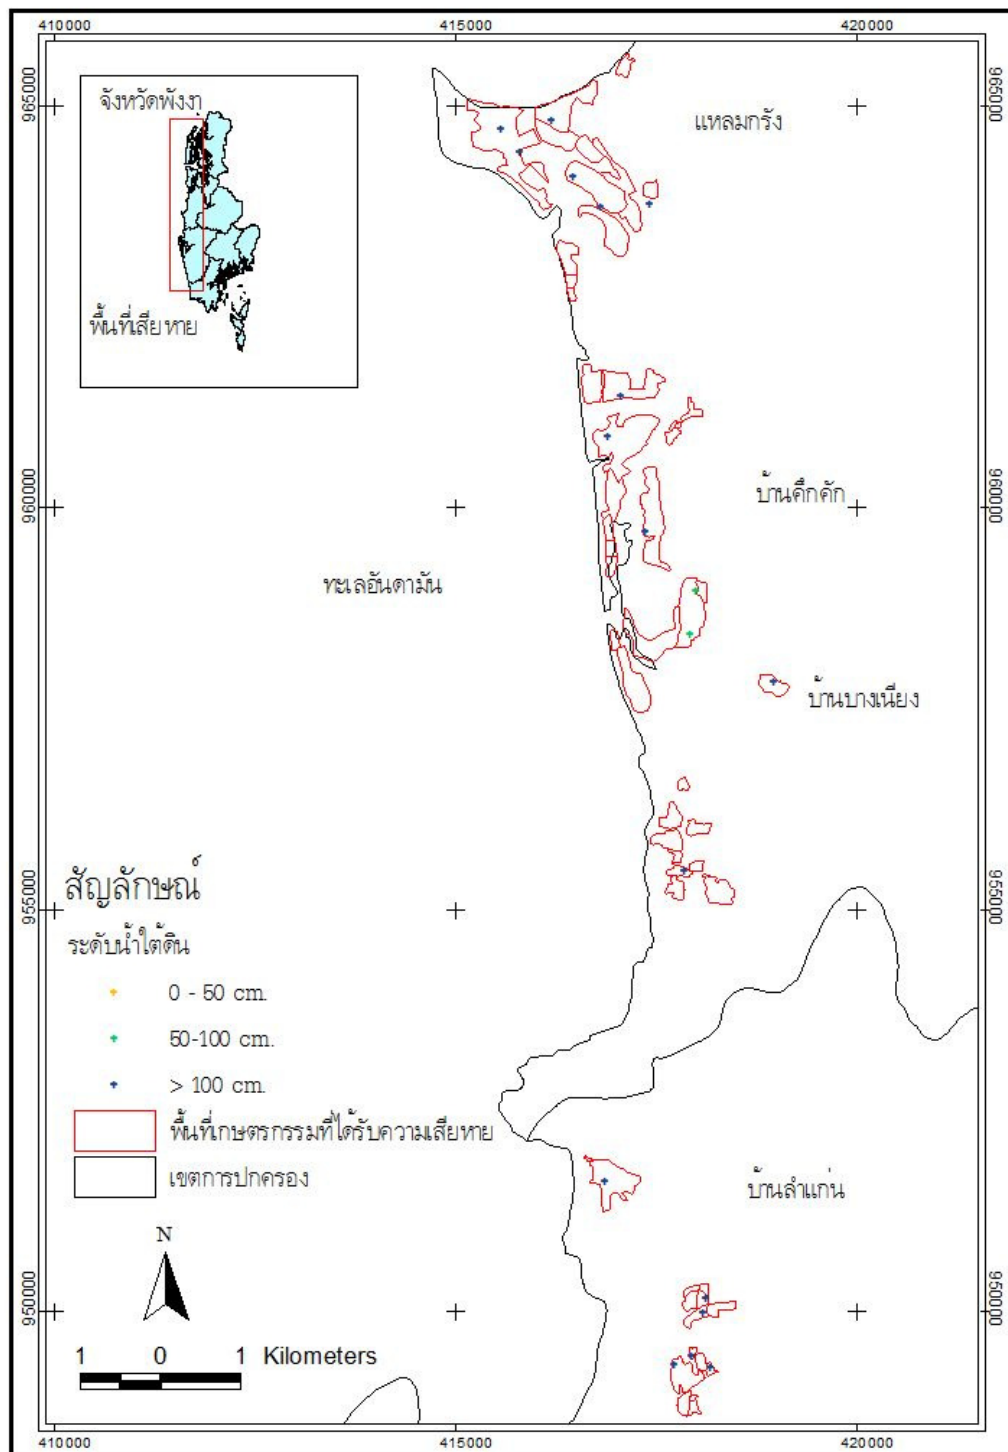 410000 415000 420000
965000 965000
จังหวัดพังงา
แหลมกรัง
พื้นที่เสียหาย
960000 960000
บ้านคึกคัก
ทะเลอันดามัน
บ้านบางเนียง
955000 955000
สัญลักษณ์
ระดับน้ำใต้ดิน
0 - 50 cm.
50-100 cm.
> 100 cm.
พื้นที่เกษตรกรรมที่ได้รับความเสียหาย
เขตการปกครอง
บ้านลำแก่น
N
950000 950000
1 0 1 Kilometers
410000 415000 420000